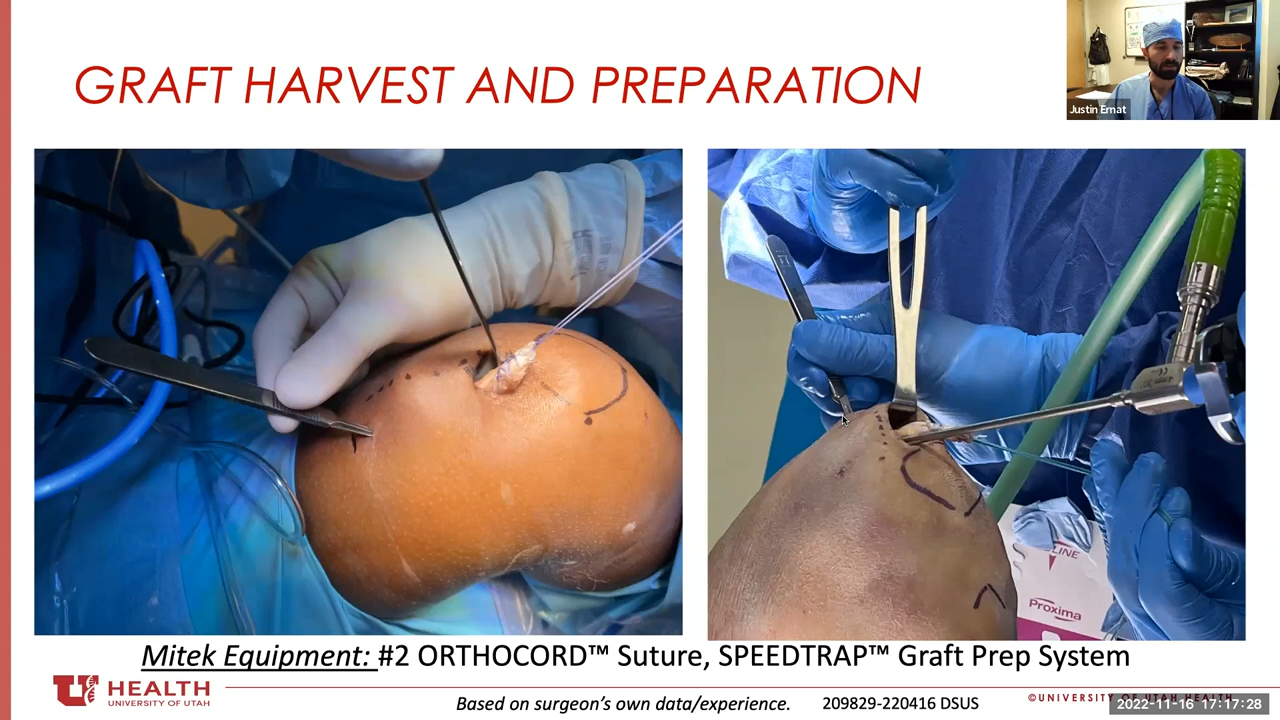 GRAFT HARVEST AND PREPARATION
Justin Ernat
Proxima
Mitek Equipment: #2 ORTHOCORD™ Suture, SPEEDTRAP™ Graft Prep System
HEALTH
UNIVERSITY OF UTAH
Based on surgeon's own data/experience.
209829-220416 DSUS
©UNIVERSITY OF UTAH HEALTH
2022-11-16 17:17:28